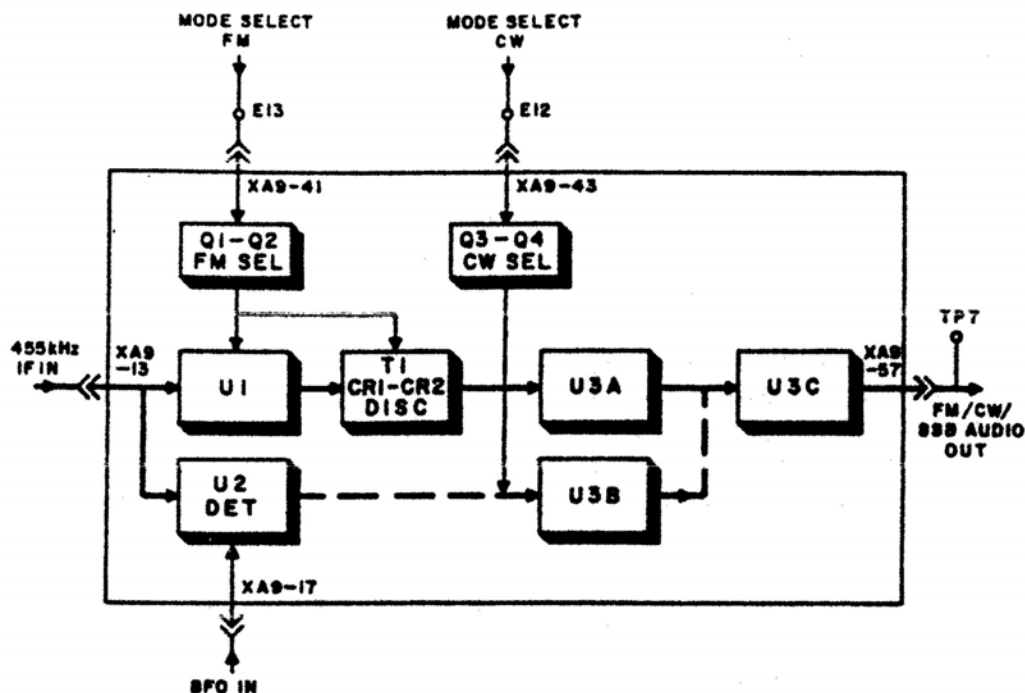 MODE SELECT
FM
MODE SELECT
CW
E13
E12
XA9-41
XA9-43
Q1-Q2
FM SEL
Q3-Q4
CW SEL
TP7
455kHz
IF IN
XA9
-13
U1
T1
CR1-CR2
DISC
U3A
U3C
XA9
-57
FM/CW/
SSB AUDIO
OUT
U2
DET
U3B
XA9-17
BFO IN